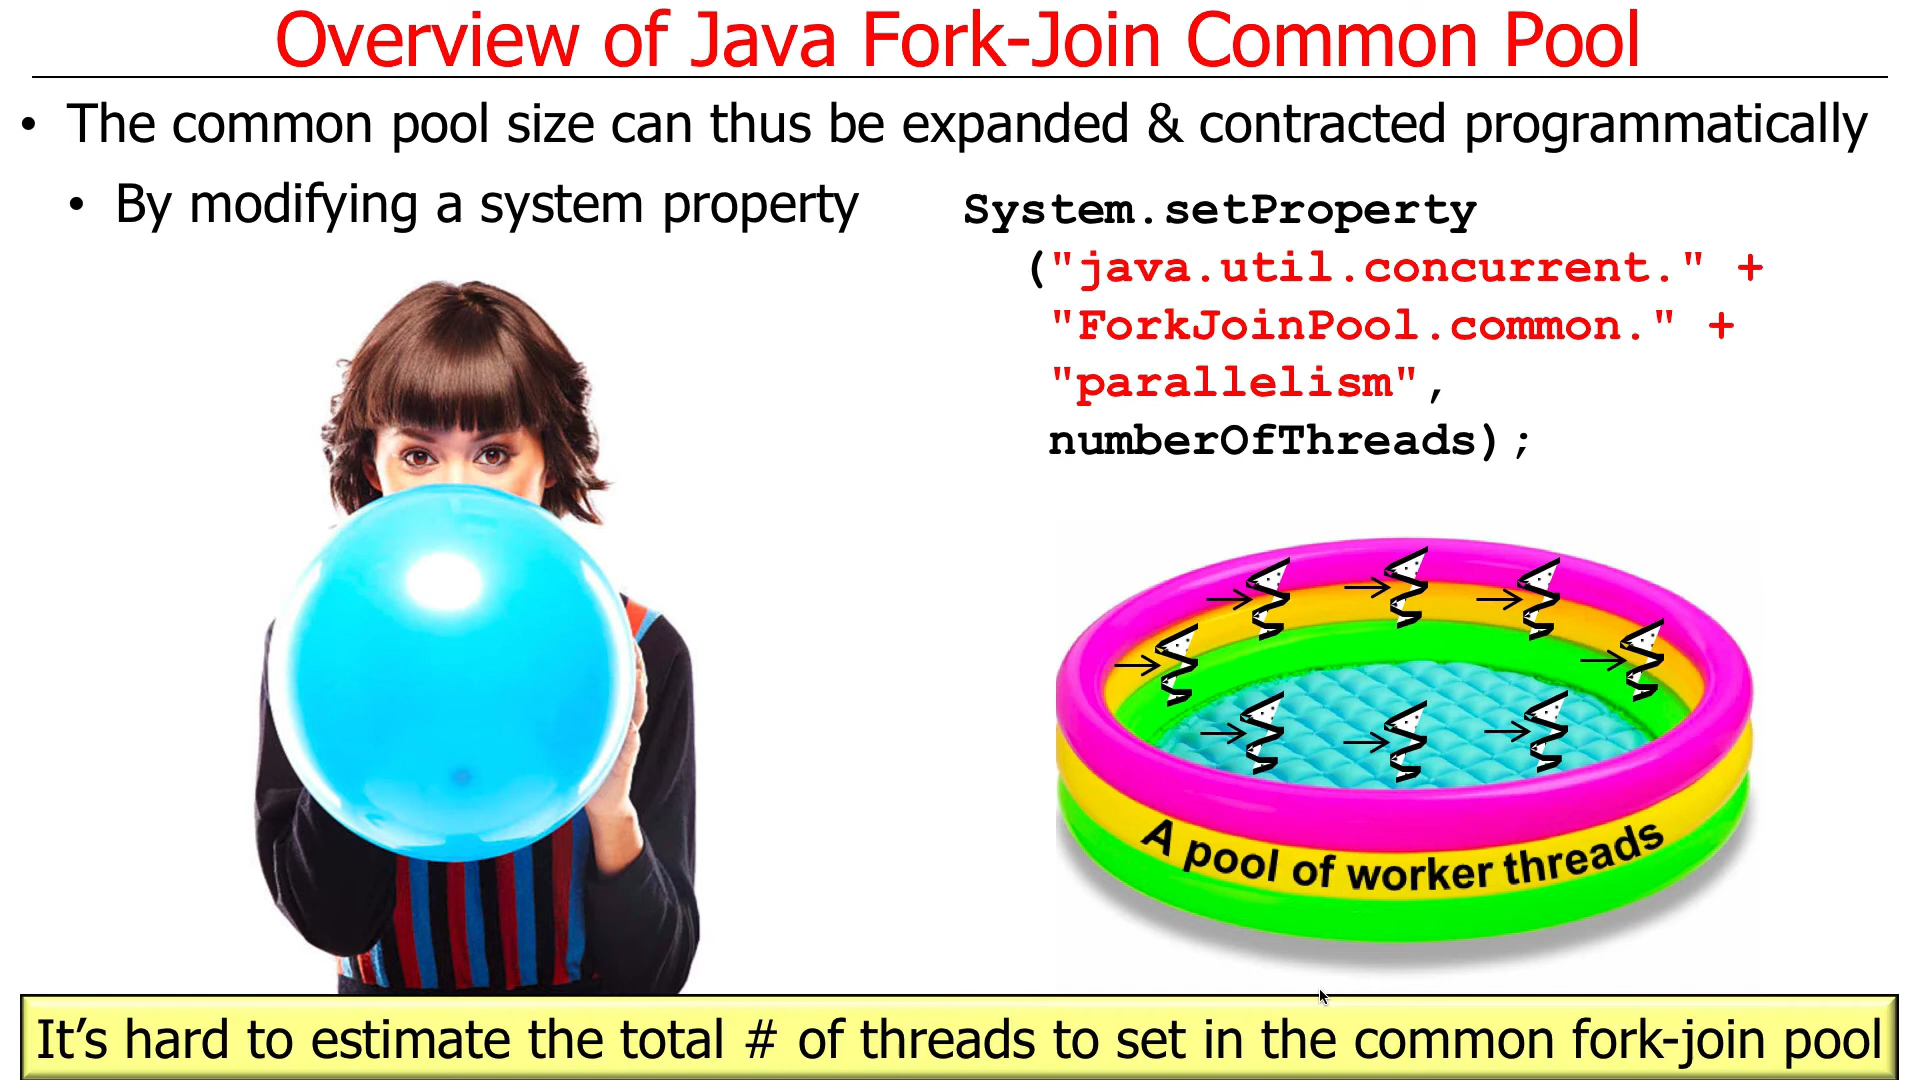 Overview of Java Fork-Join Common Pool
• The common pool size can thus be expanded & contracted programmatically
• By modifying a system property
System.setProperty
("java.util.concurrent." +
"ForkJoinPool.common." +
"parallelism",
numberOfThreads);
A pool of worker threads
It’s hard to estimate the total # of threads to set in the common fork-join pool